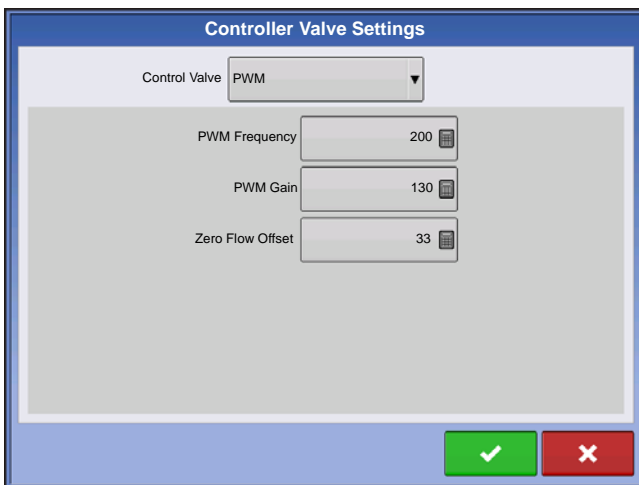 Controller Valve Settings
Control Valve PWM
PWM Frequency 200
PWM Gain 130
Zero Flow Offset 33